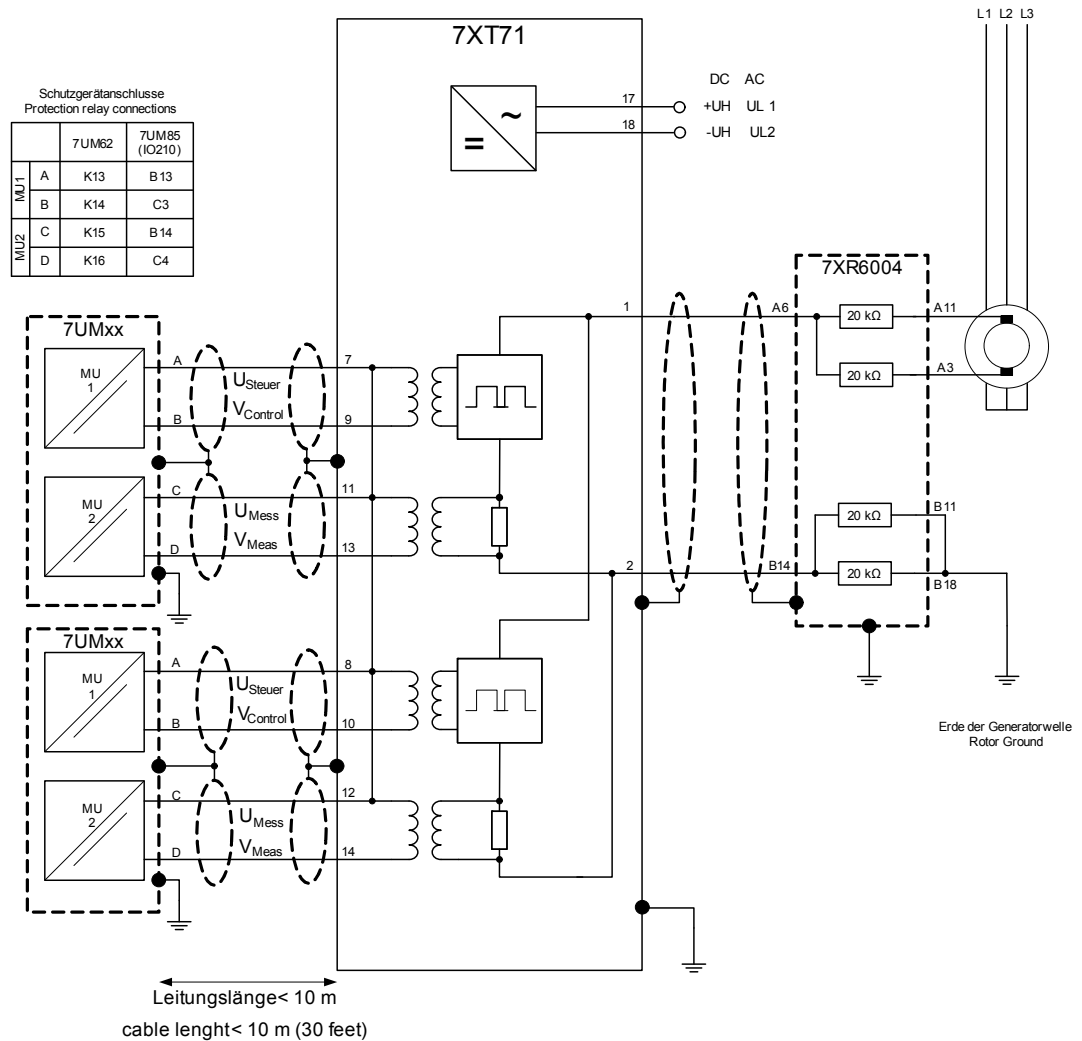 7XT71
L1 L2 L3
Schutzgerätanschlusse
Protection relay connections
7UM62 7UM85
(IO210)
MU1 A K13 B13
B K14 C3
MU2 C K15 B14
D K16 C4
17
18
DC AC
+UH UL 1
-UH UL2
~
=
7XR6004
1
A6
20 kΩ
A11
20 kΩ
A3
7UMxx
MU
1
A
B
USteuer
VControl
7
9
MU
2
C
D
UMess
VMeas
11
13
20 kΩ
B11
2
B14
20 kΩ
B18
7UMxx
MU
1
A
B
USteuer
VControl
8
10
MU
2
C
D
UMess
VMeas
12
14
Erde der Generatorwelle
Rotor Ground
Leitungslänge< 10 m
cable lenght< 10 m (30 feet)